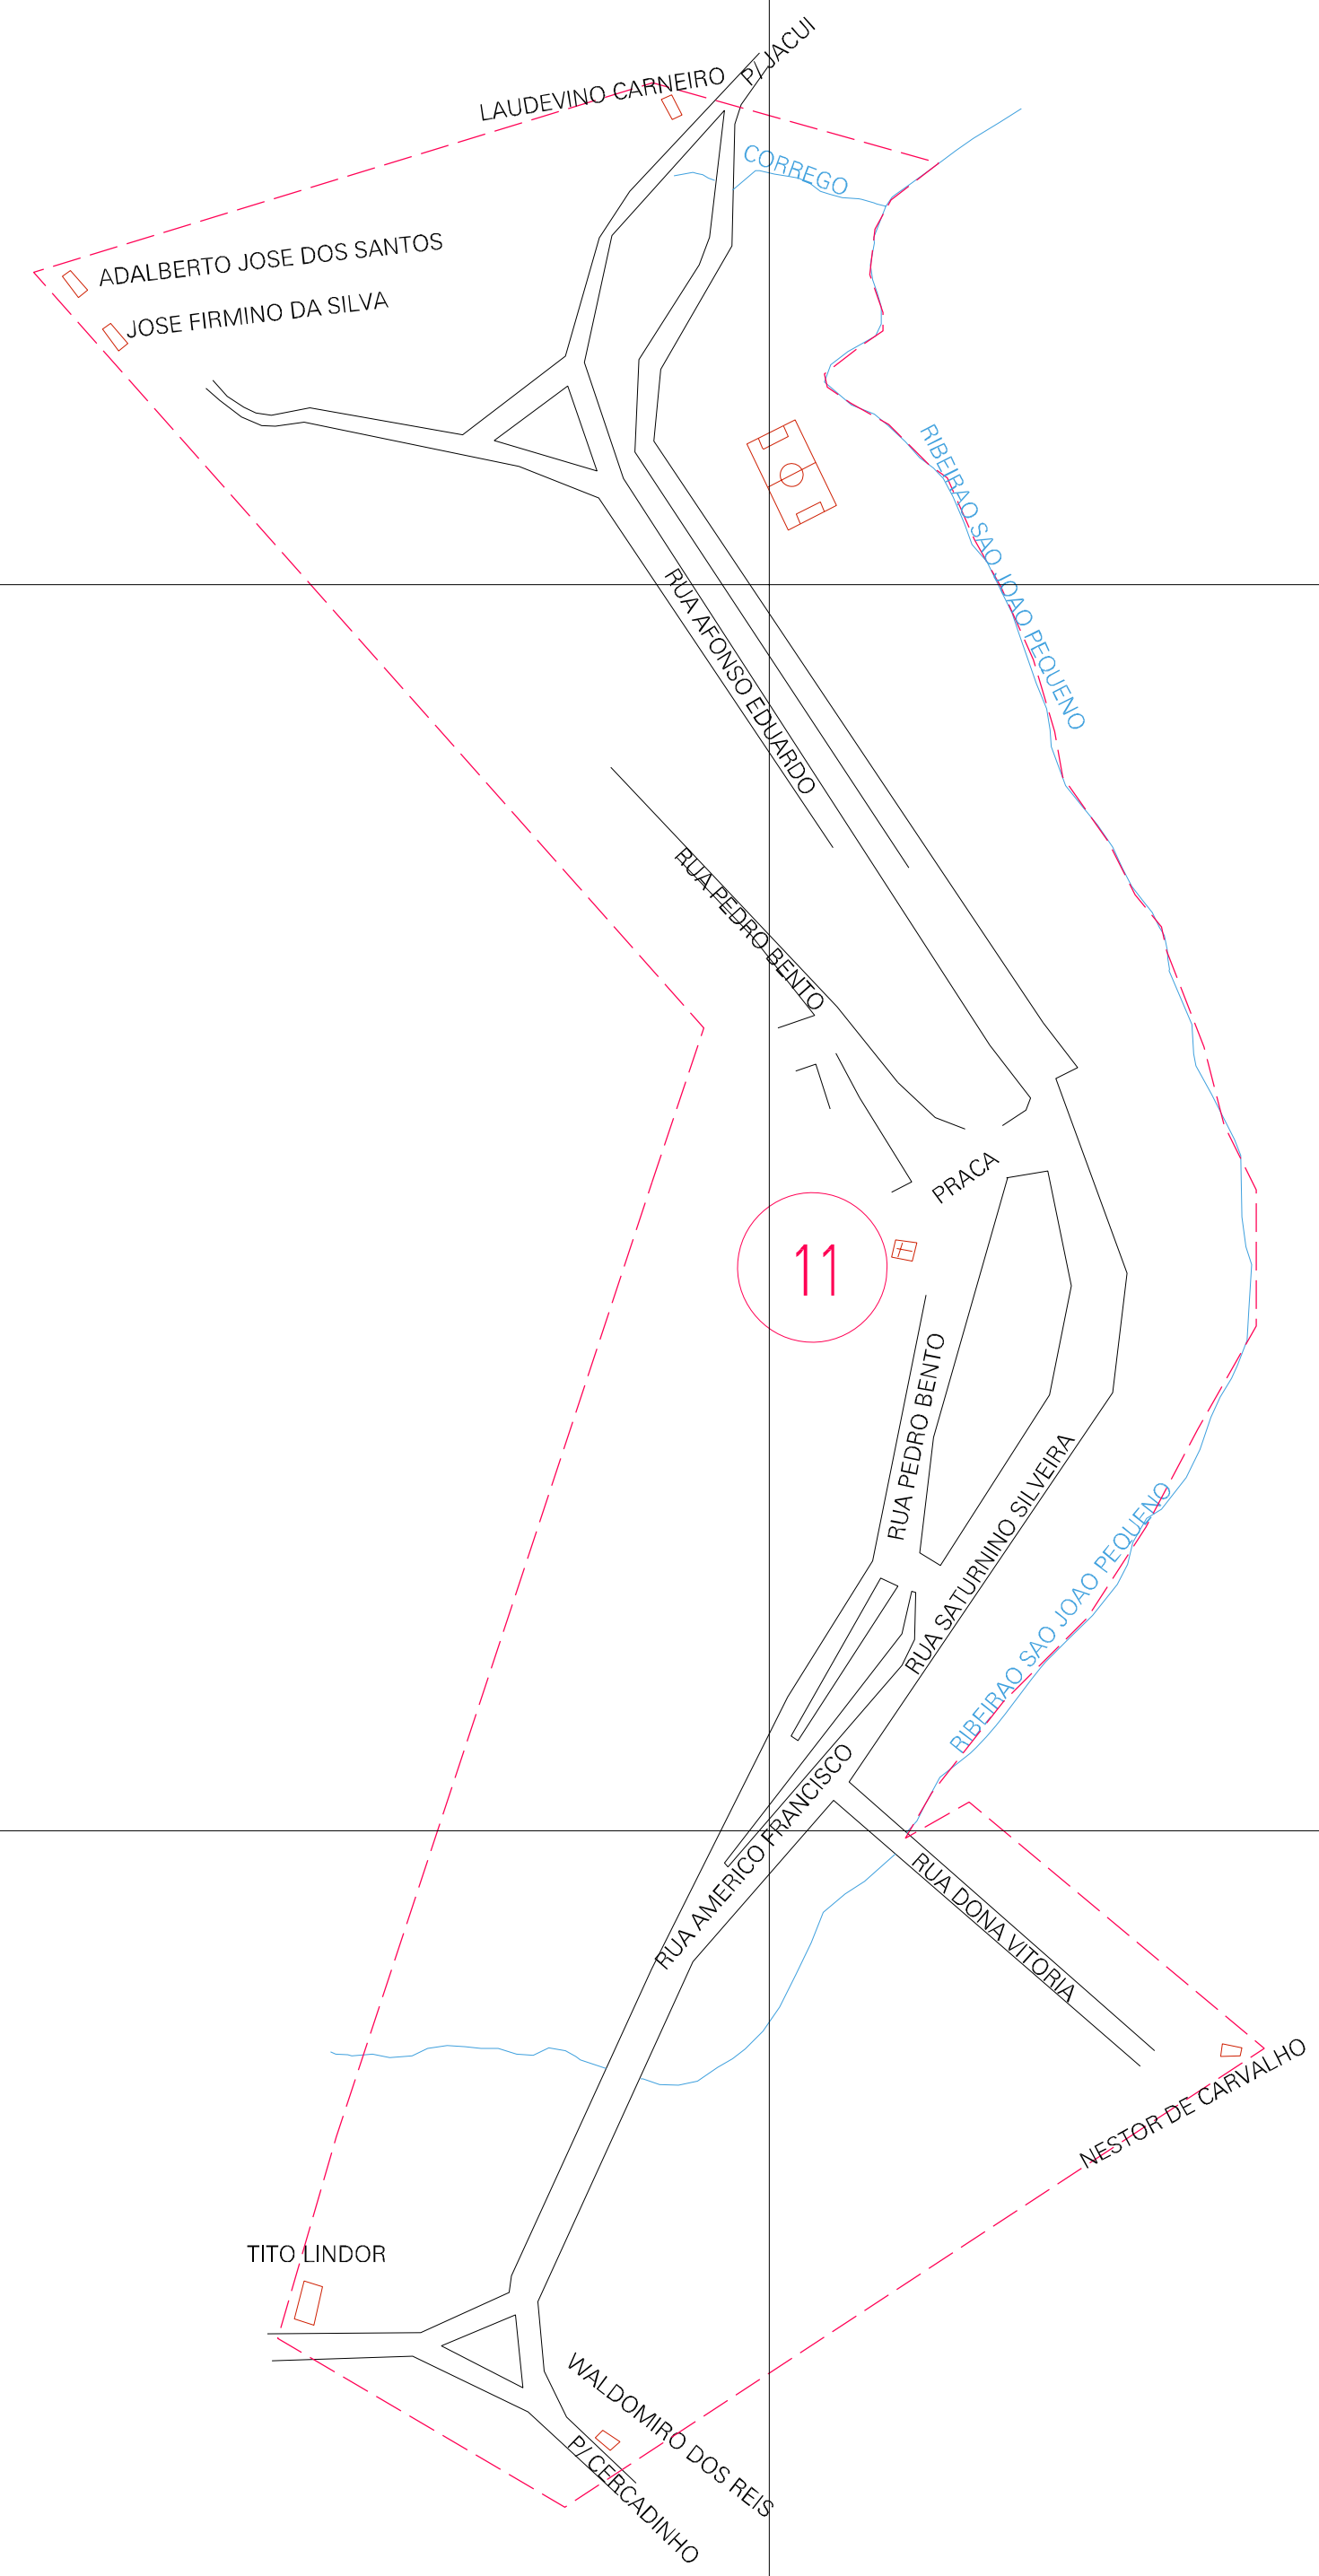 P/JACUI
LAUDEVINO CARNEIRO
CORREGO
ADALBERTO JOSE DOS SANTOS
JOSE FIRMINO DA SILVA
RIBEIRAO SAO JOAO PEQUENO
RUA AFONSO EDUARDO
RUA PEDRO BENTO
PRACA
11
RUA PEDRO BENTO
RUA SATURNINO SILVEIRA
RIBEIRAO SAO JOAO PEQUENO
RUA AMERICO FRANCISCO
RUA DONA VITORIA
NESTOR DE CARVALHO
TITO LINDOR
WALDOMIRO DOS REIS
P/CERCADINHO